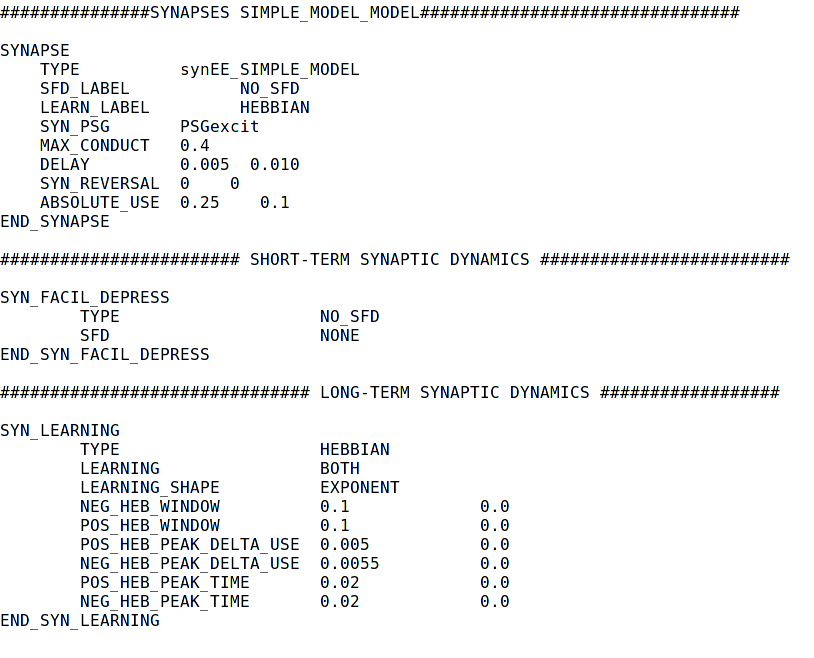 ###############SYNAPSES SIMPLE_MODEL_MODEL################################
SYNAPSE
    TYPE          synEE_SIMPLE_MODEL
    SFD_LABEL           NO_SFD
    LEARN_LABEL         HEBBIAN
    SYN_PSG       PSGexcit
    MAX_CONDUCT   0.4
    DELAY         0.005  0.010
    SYN_REVERSAL  0    0
    ABSOLUTE_USE  0.25    0.1
END_SYNAPSE
######################## SHORT-TERM SYNAPTIC DYNAMICS #########################
SYN_FACIL_DEPRESS
        TYPE                    NO_SFD
        SFD                     NONE
END_SYN_FACIL_DEPRESS
############################### LONG-TERM SYNAPTIC DYNAMICS ##################
SYN_LEARNING
        TYPE                    HEBBIAN
        LEARNING                BOTH
        LEARNING_SHAPE          EXPONENT
        NEG_HEB_WINDOW          0.1             0.0
        POS_HEB_WINDOW          0.1             0.0
        POS_HEB_PEAK_DELTA_USE  0.005           0.0
        NEG_HEB_PEAK_DELTA_USE  0.0055          0.0
        POS_HEB_PEAK_TIME       0.02            0.0
        NEG_HEB_PEAK_TIME       0.02            0.0
END_SYN_LEARNING